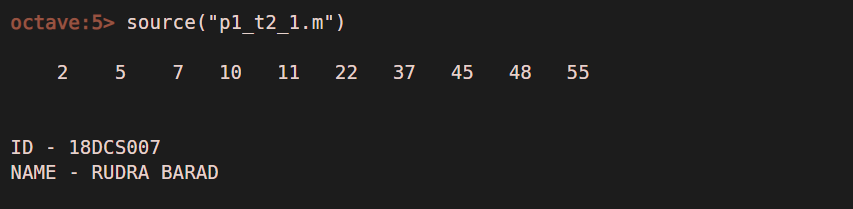 octave:5> source("p1_t2_1.m")
2 5 7 10 11 22 37 45 48 55
ID - 18DCS007
NAME - RUDRA BARAD